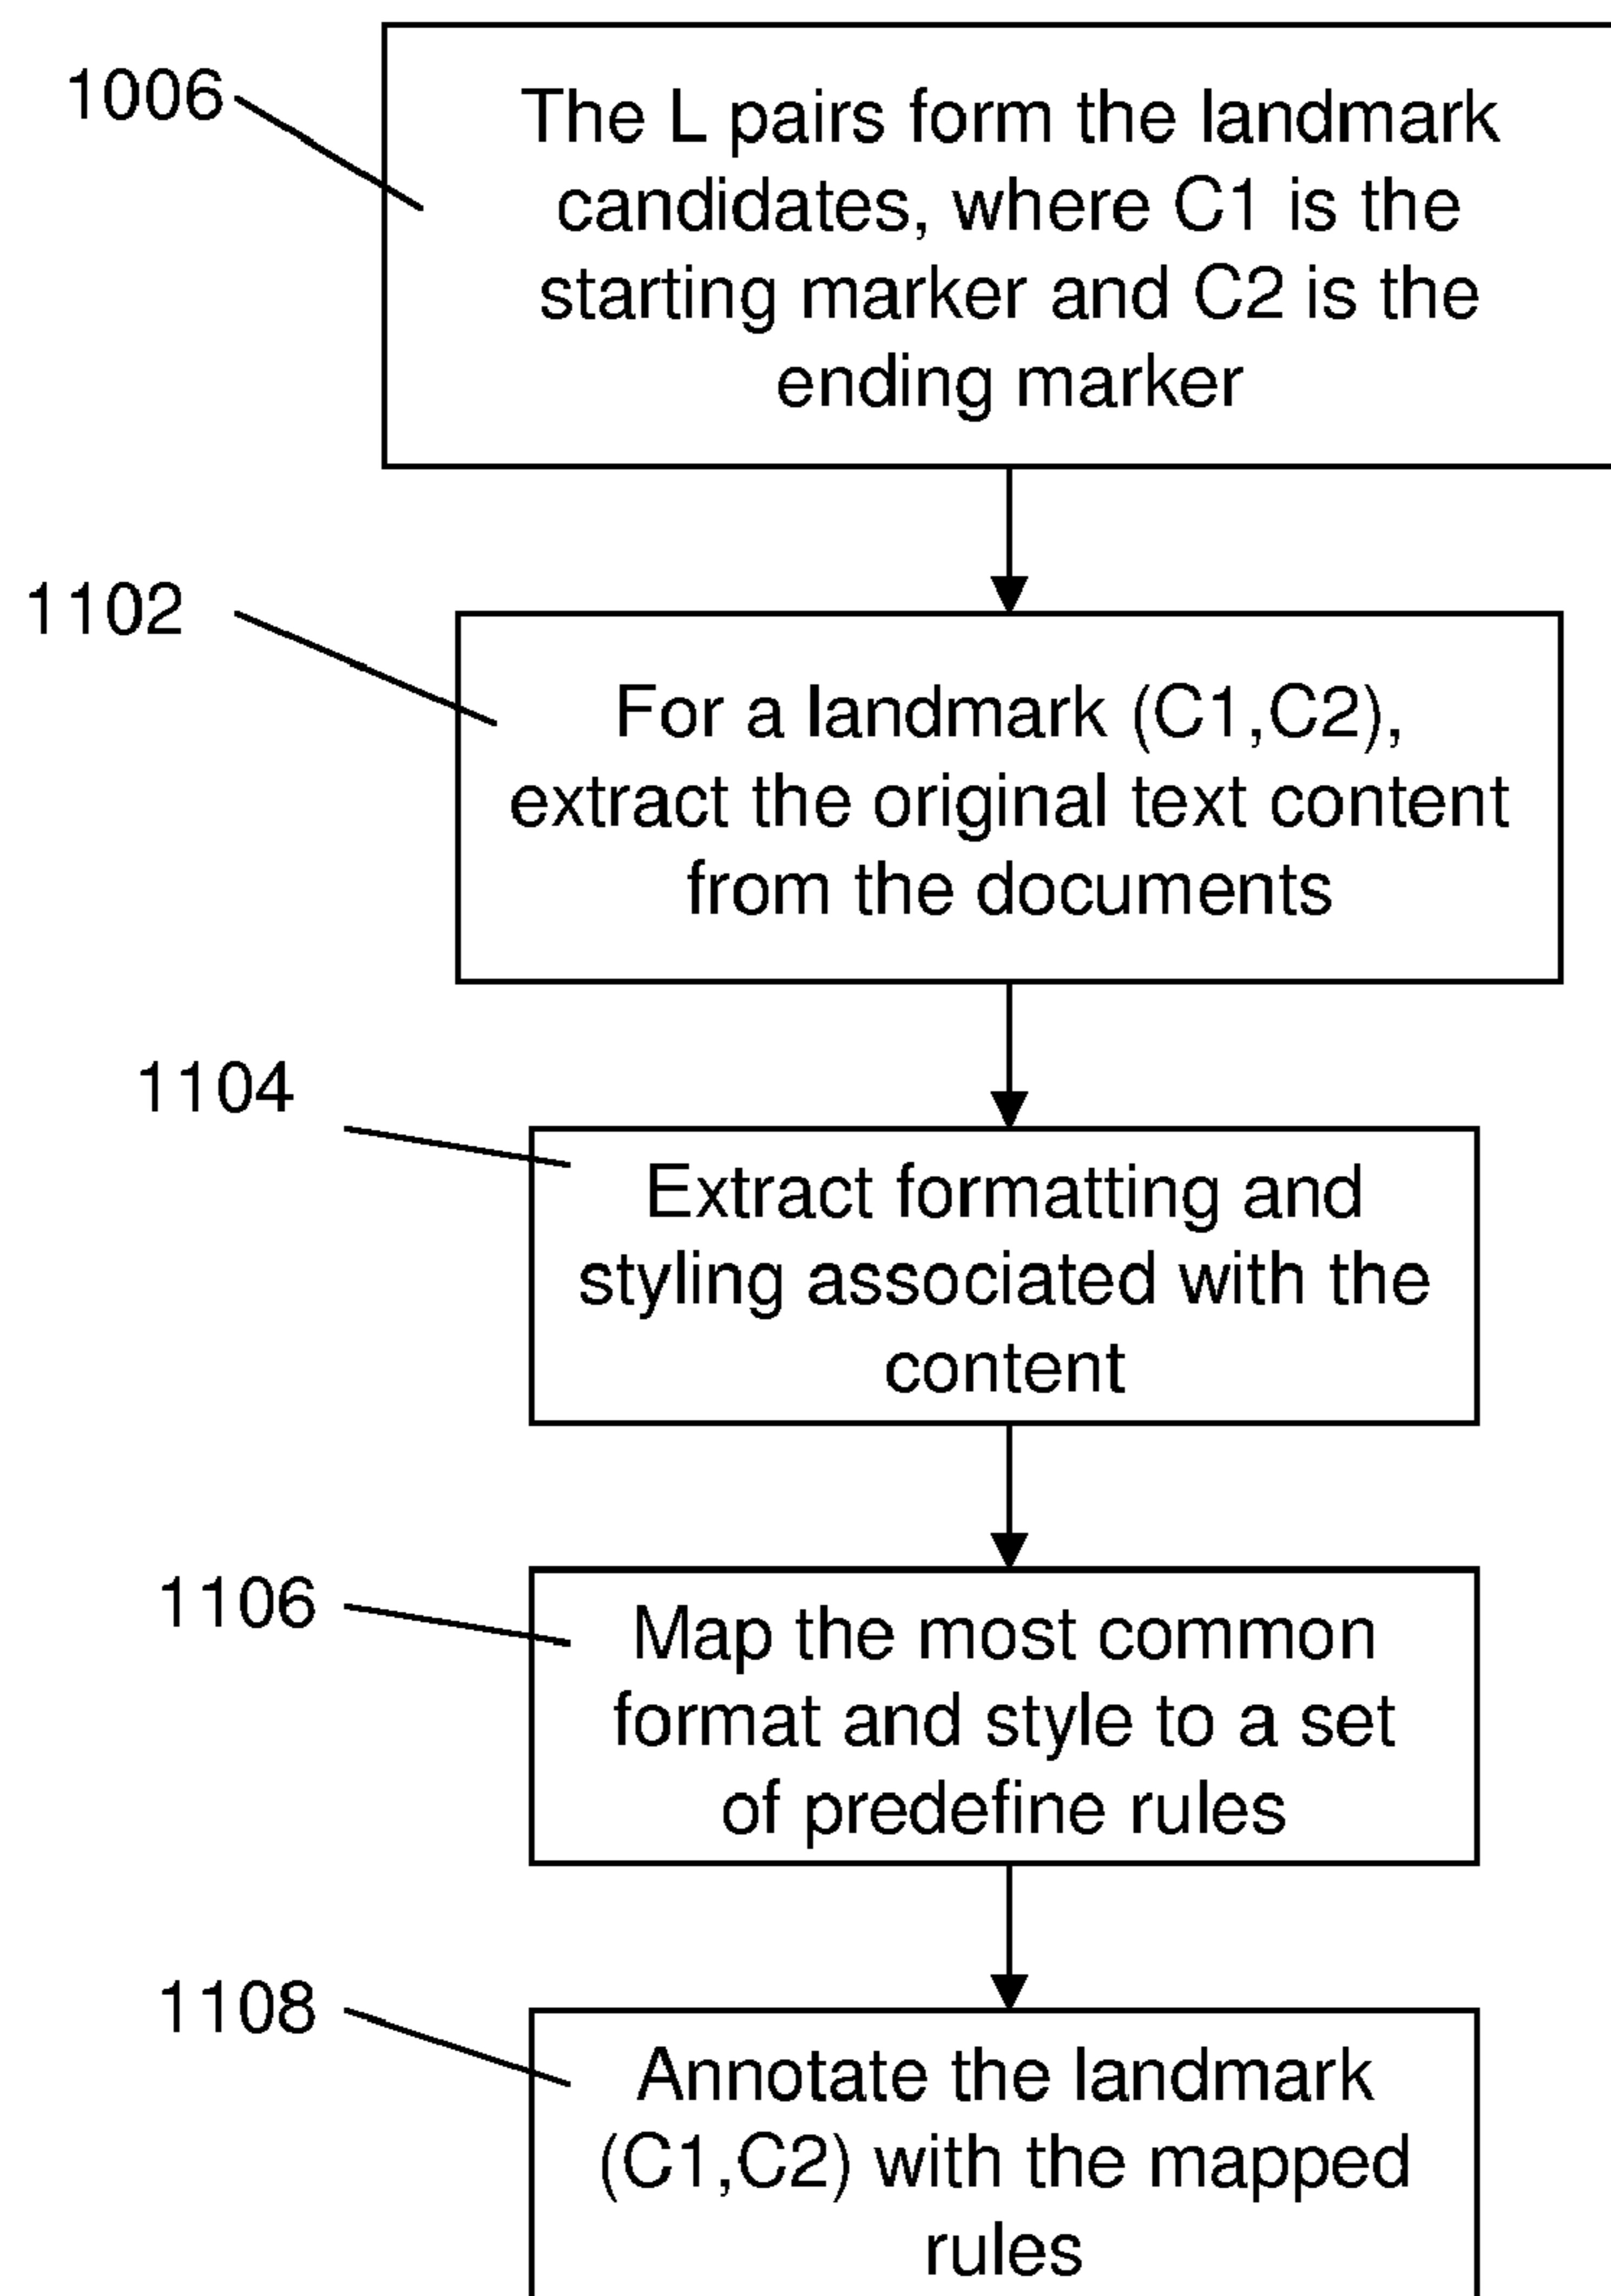 1006
The L pairs form the landmark
candidates, where C1 is the
starting marker and C2 is the
ending marker
1102
For a landmark (C1,C2),
extract the original text content
from the documents
1104
Extract formatting and
styling associated with the
content
1106
Map the most common
format and style to a set
of predefine rules
1108
Annotate the landmark
(C1,C2) with the mapped
rules